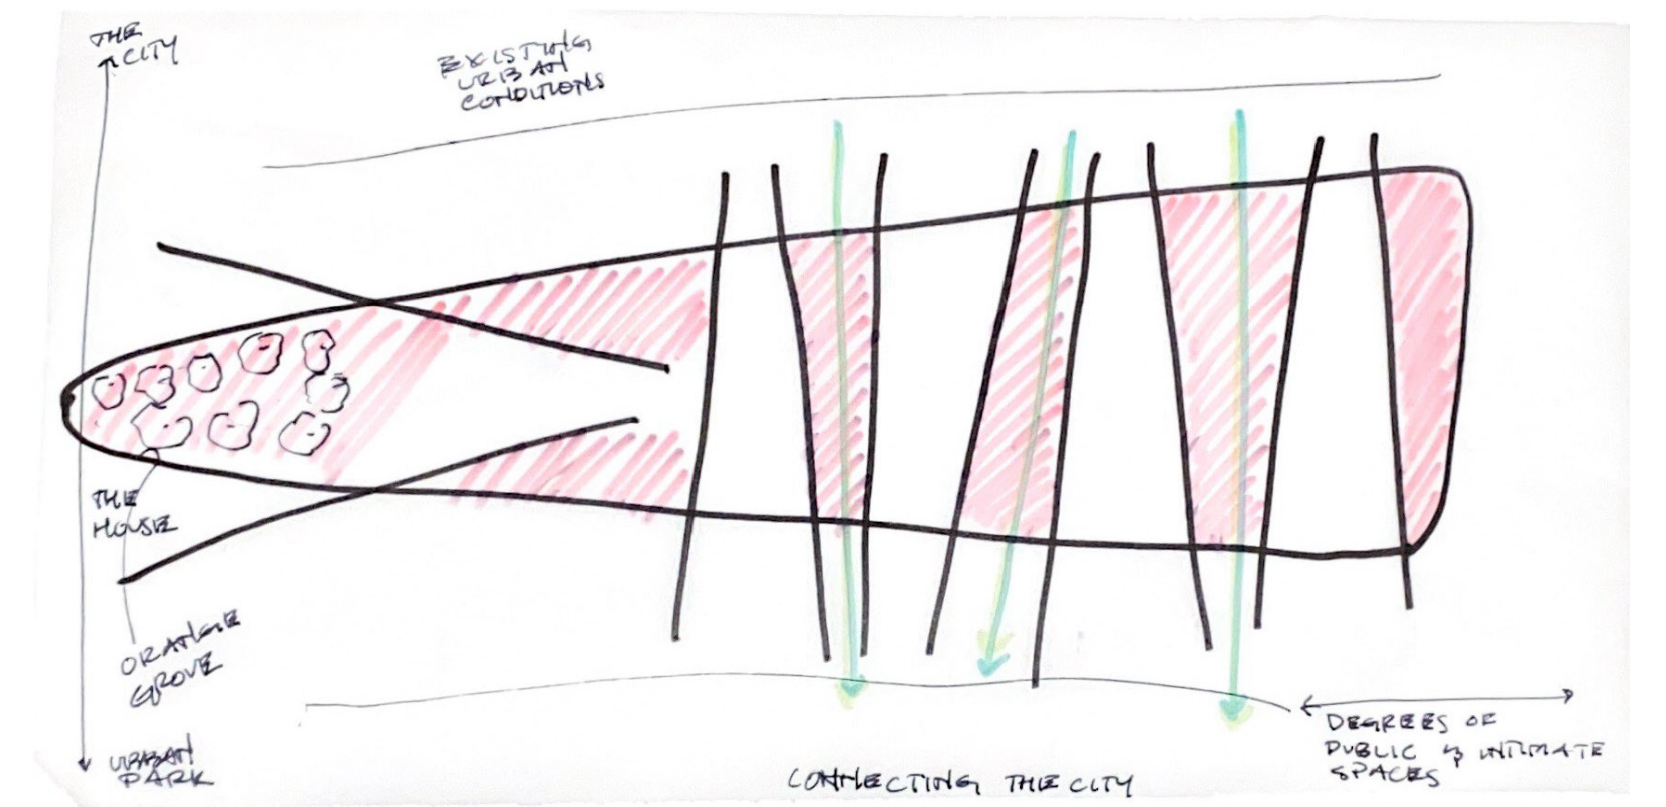 THE
CITY
EXISTING
URBAN
CONDITIONS
THE
HOUSE
ORANGE
GROVE
URBAN
PARK
CONNECTING THE CITY
DEGREES OF
PUBLIC & INTIMATE
SPACES